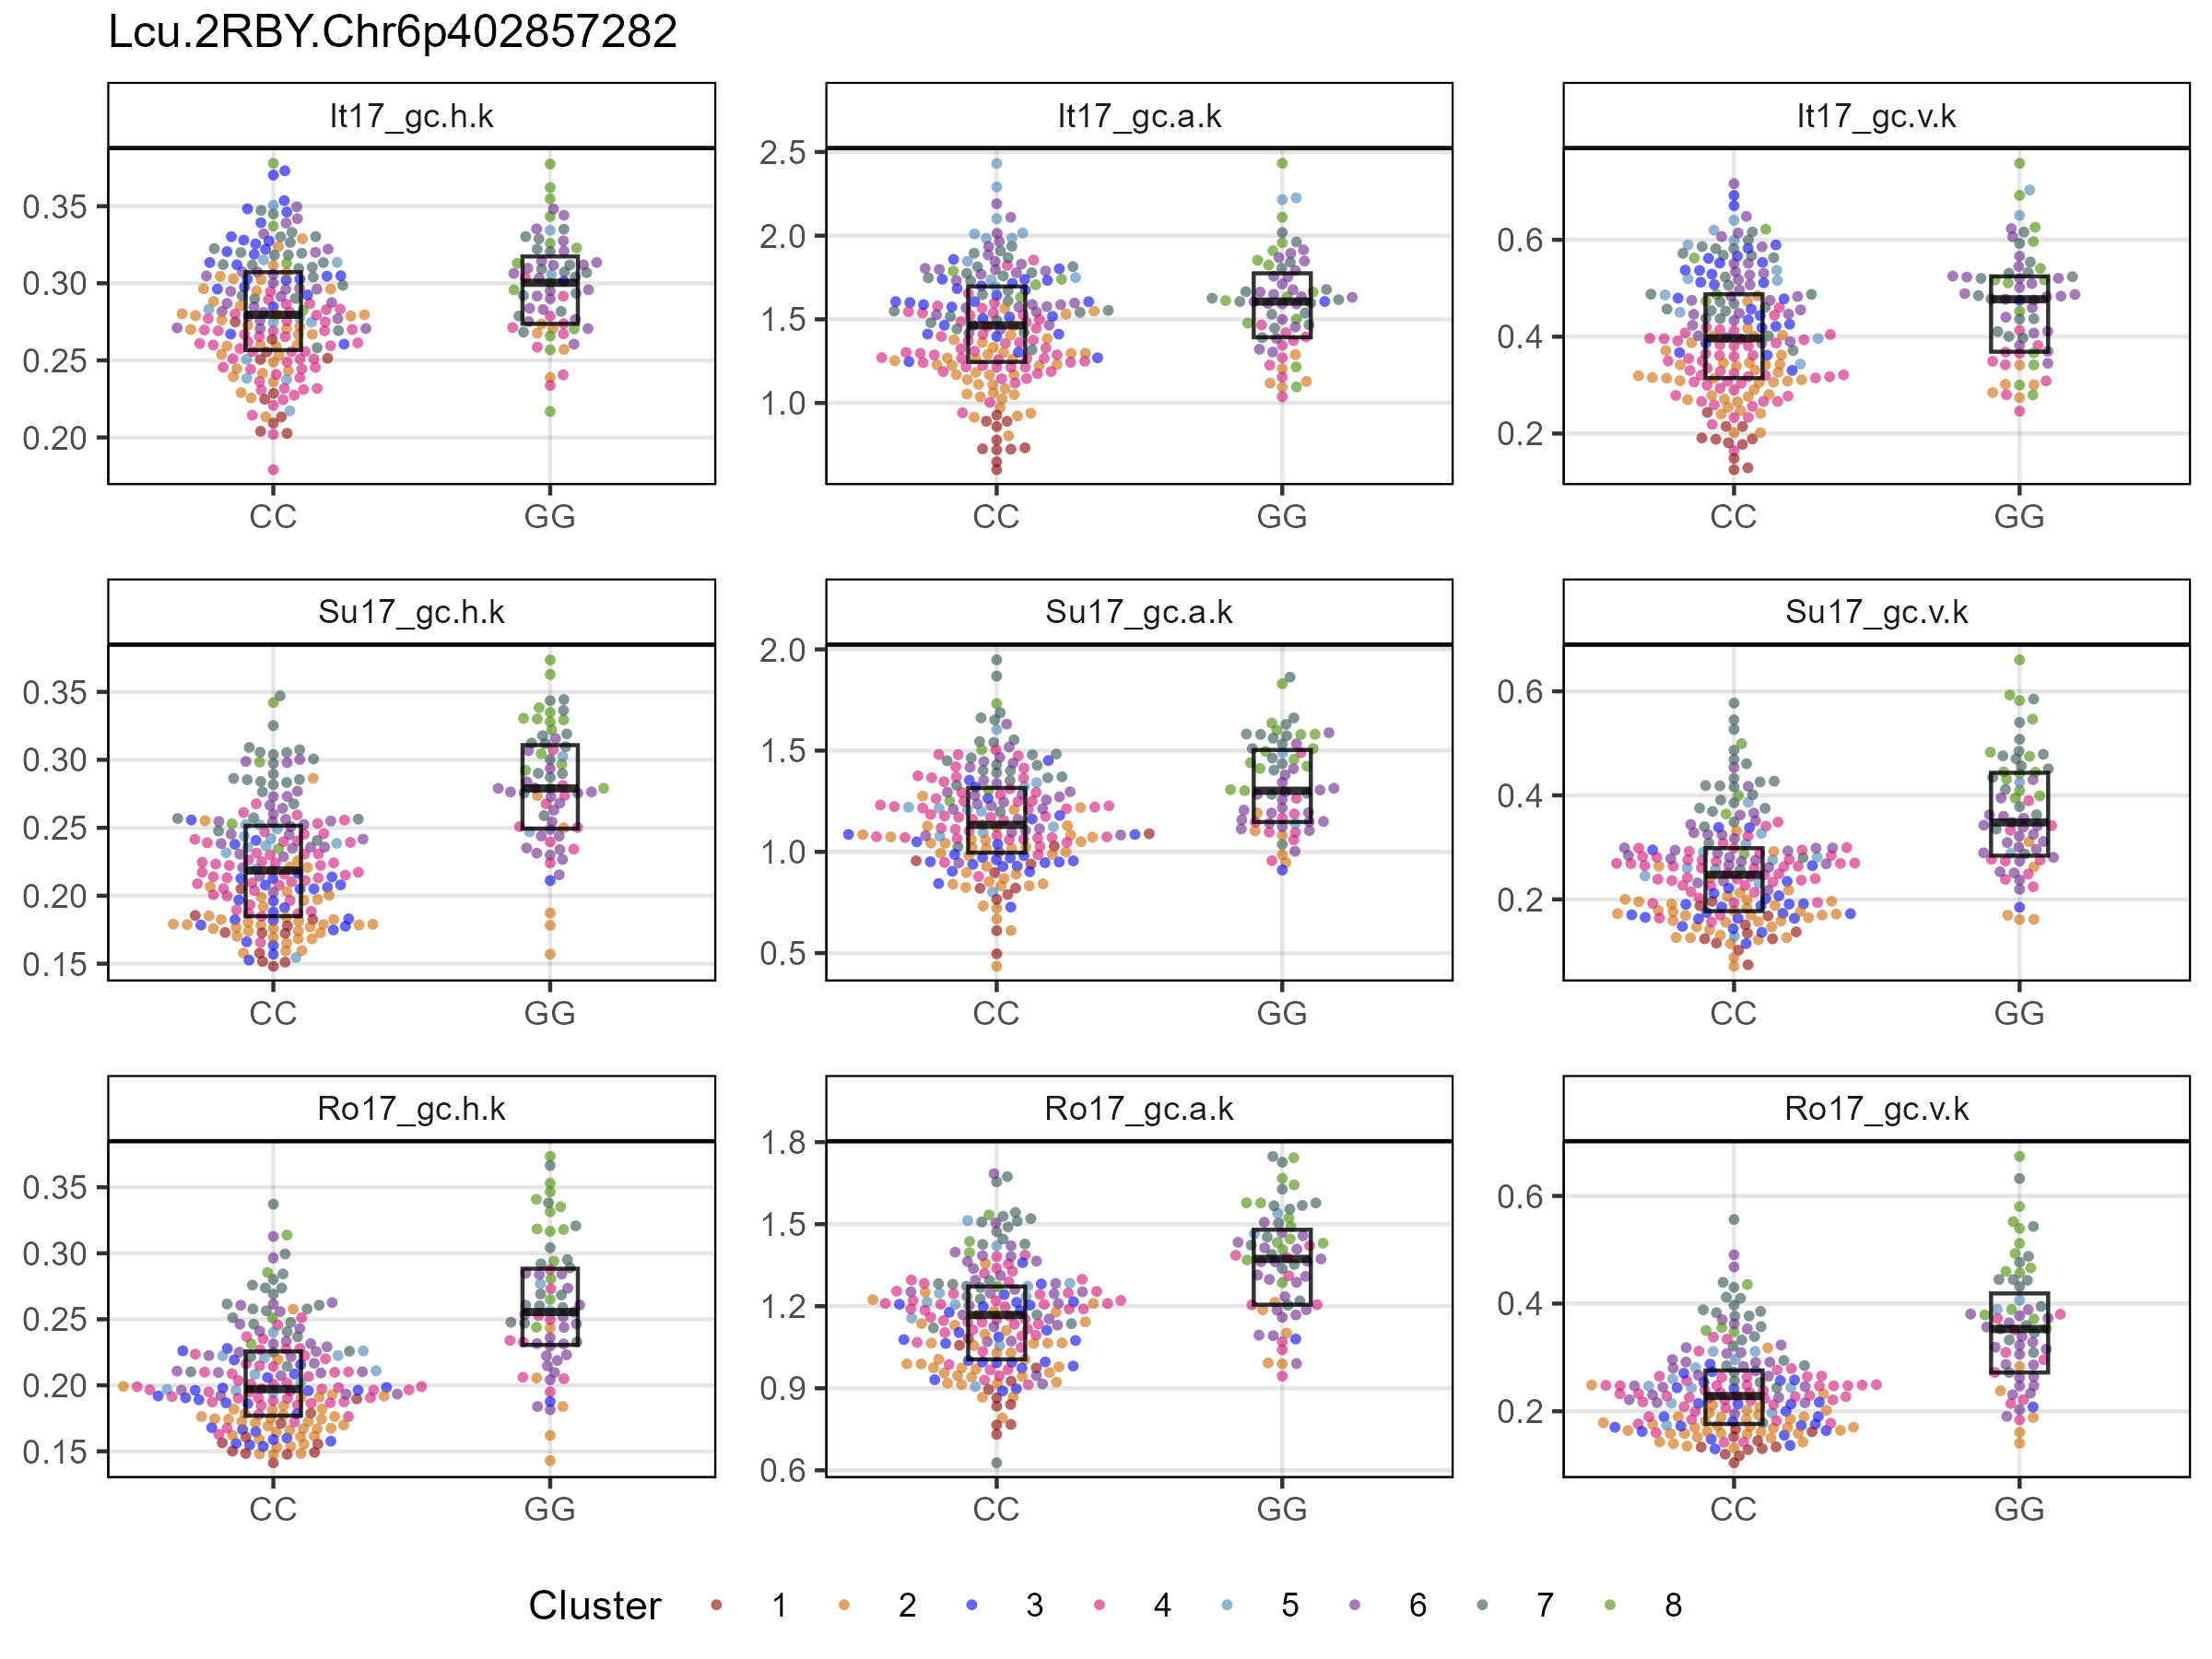 Lcu.2RBY.Chr6p402857282
It17_gc.h.k It17_gc.a.k It17_gc.v.k
0.35
0.30
0.25
0.20
CC GG
2.5
2.0
1.5
1.0
CC GG
0.6
0.4
0.2
CC GG
Su17_gc.h.k Su17_gc.a.k Su17_gc.v.k
0.35
0.30
0.25
0.20
0.15
CC GG
2.0
1.5
1.0
0.5
CC GG
0.6
0.4
0.2
CC GG
Ro17_gc.h.k Ro17_gc.a.k Ro17_gc.v.k
0.35
0.30
0.25
0.20
0.15
CC GG
1.8
1.5
1.2
0.9
0.6
CC GG
0.6
0.4
0.2
CC GG
Cluster 1 2 3 4 5 6 7 8